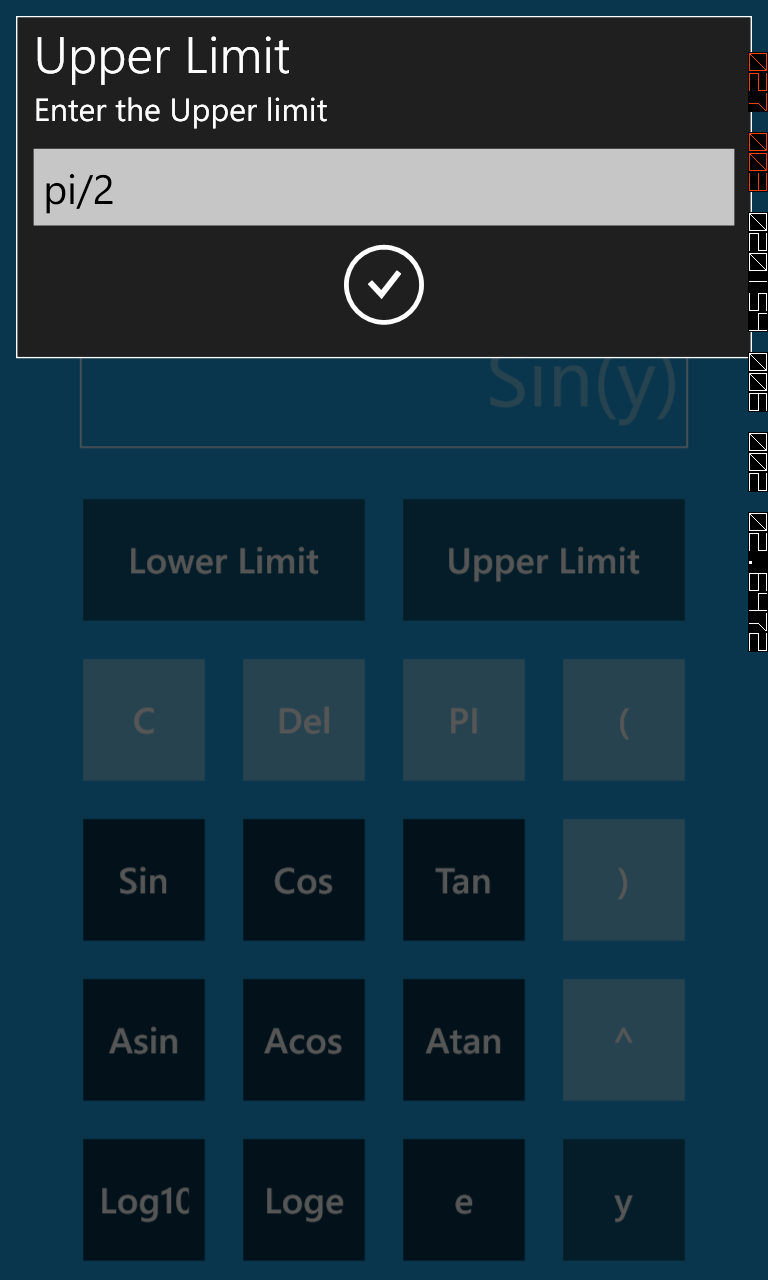 Upper Limit
Enter the Upper limit
pi/2
Sin(y)
Lower Limit Upper Limit
C Del PI (
Sin Cos Tan )
Asin Acos Atan ^
Log10 Loge e y